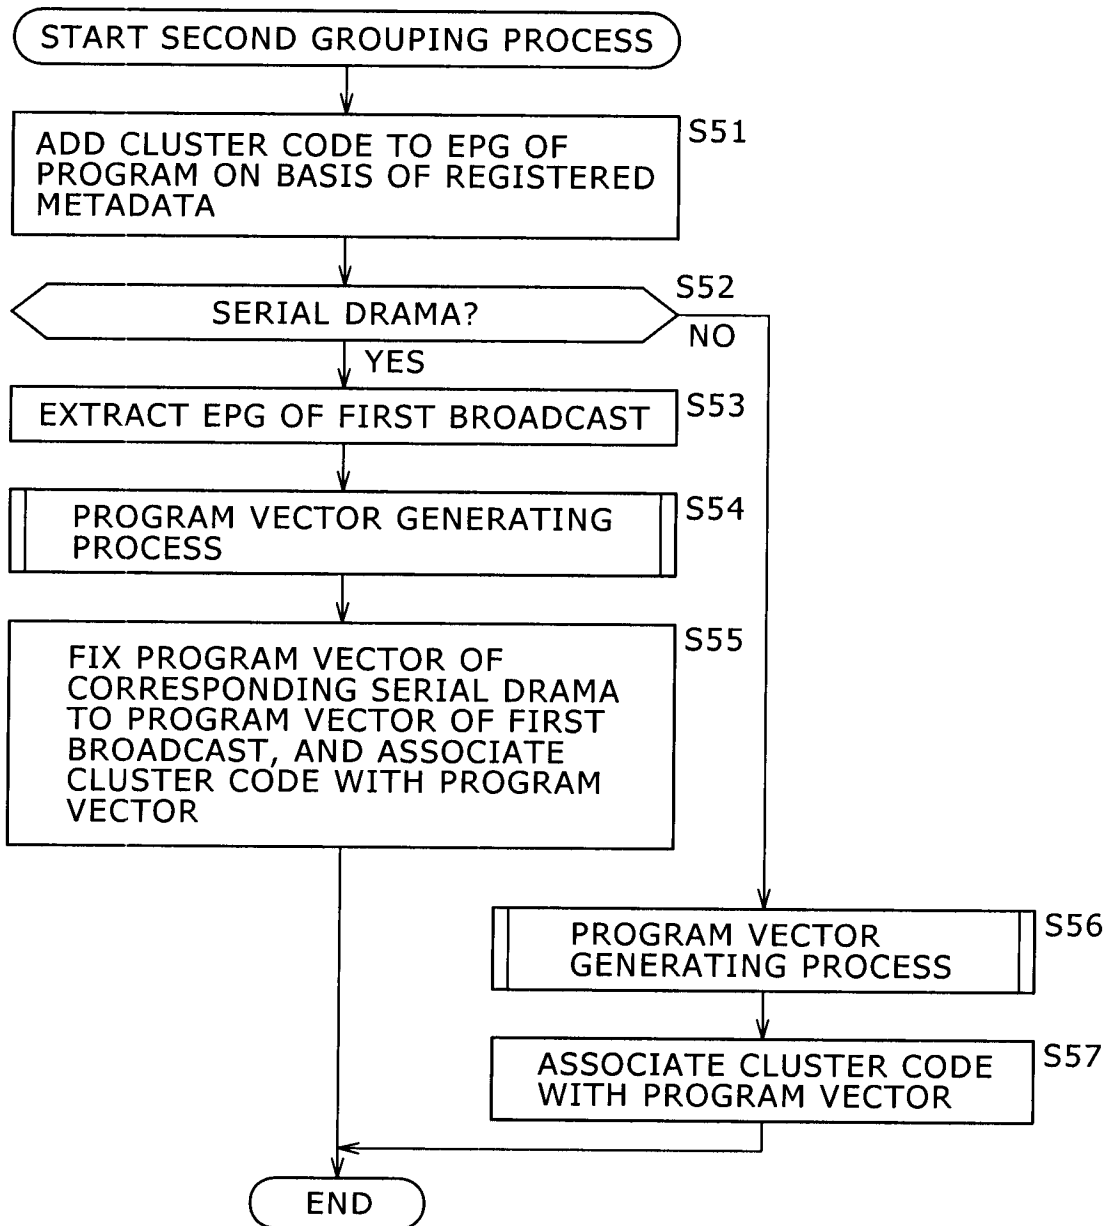 START SECOND GROUPING PROCESS
S51
ADD CLUSTER CODE TO EPG OF
PROGRAM ON BASIS OF REGISTERED
METADATA
S52
SERIAL DRAMA?
NO
YES
S53
EXTRACT EPG OF FIRST BROADCAST
S54
PROGRAM VECTOR GENERATING
PROCESS
S55
FIX PROGRAM VECTOR OF
CORRESPONDING SERIAL DRAMA
TO PROGRAM VECTOR OF FIRST
BROADCAST, AND ASSOCIATE
CLUSTER CODE WITH PROGRAM
VECTOR
S56
PROGRAM VECTOR
GENERATING PROCESS
S57
ASSOCIATE CLUSTER CODE
WITH PROGRAM VECTOR
END